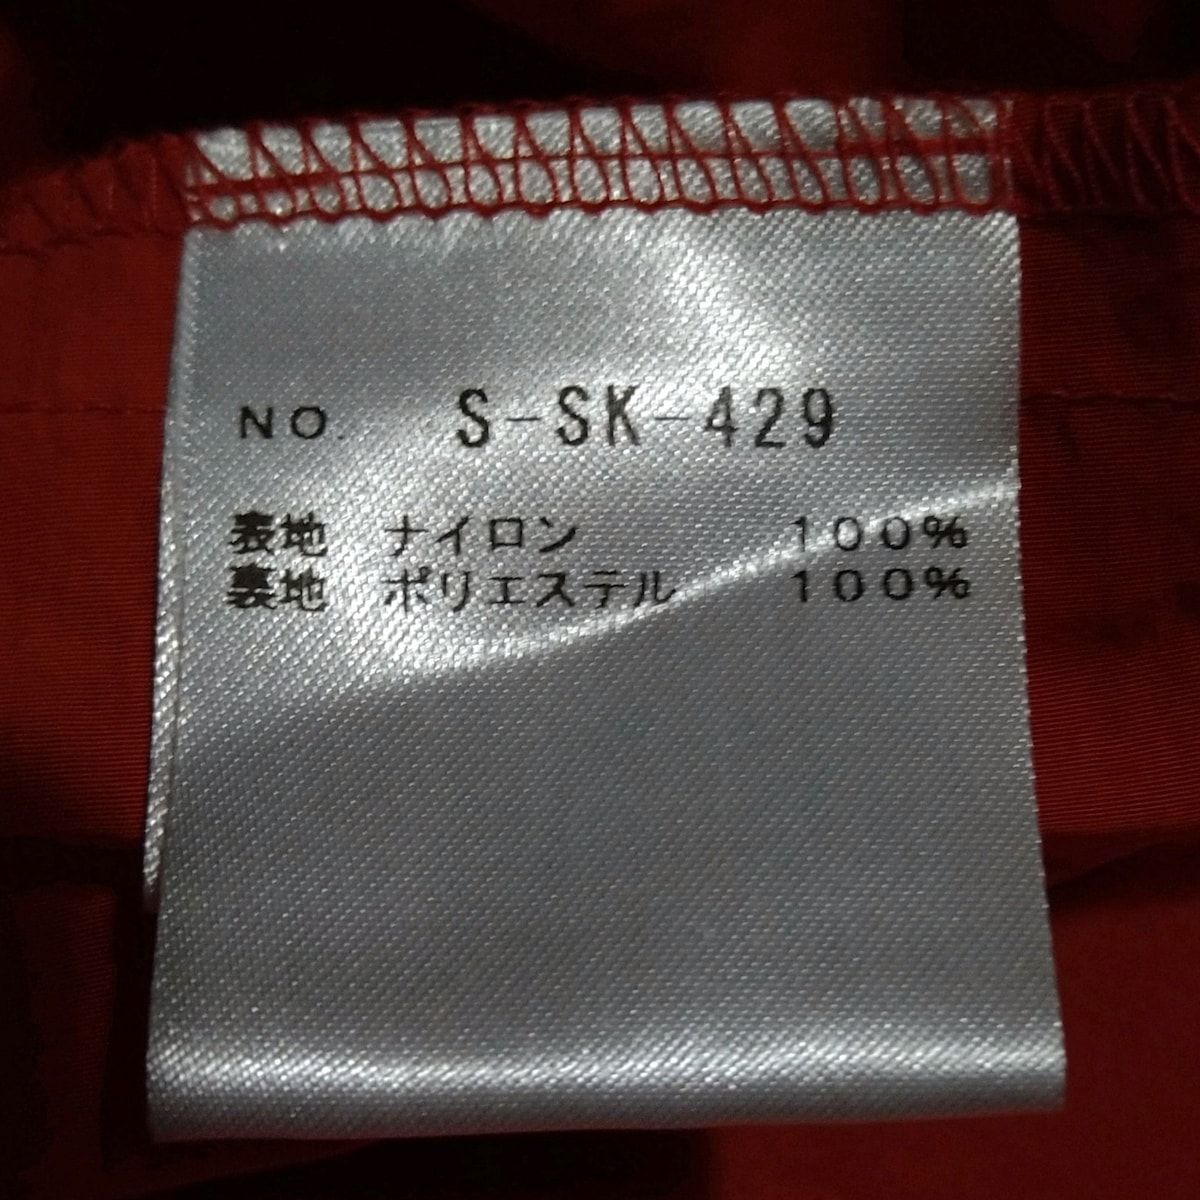 NO. S-SK-429
表地 ナイロン 100%
裏地 ポリエステル 100%